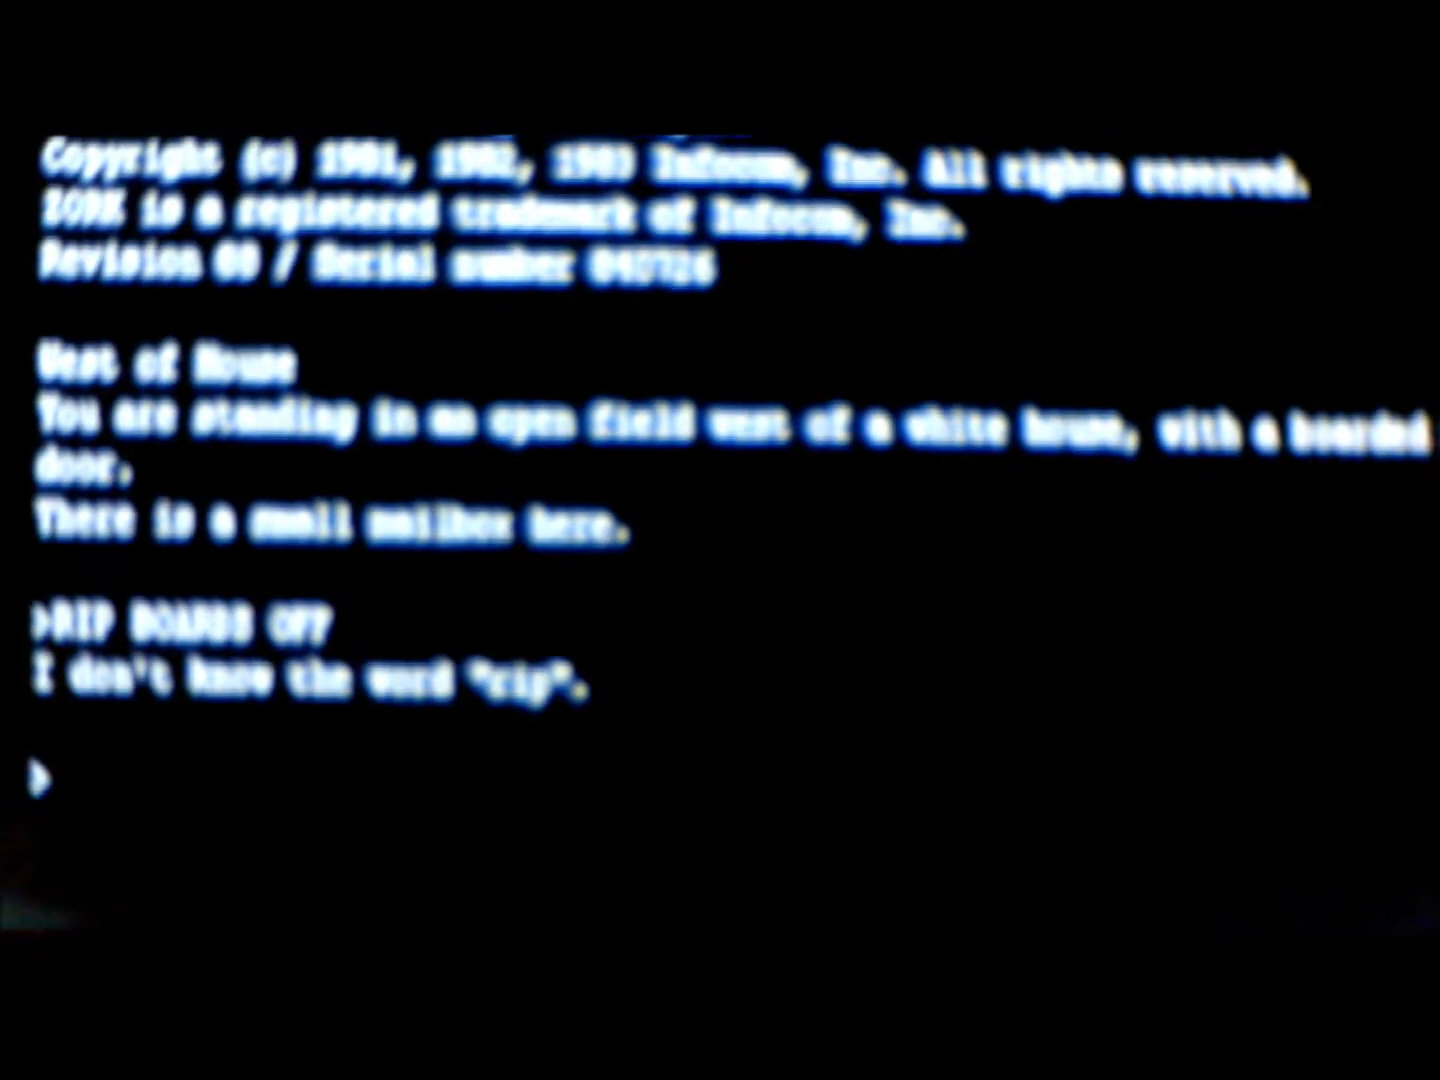 Copyright (c) 1981, 1982, 1983 Infocom, Inc. All rights reserved.
ZORK is a registered trademark of Infocom, Inc.
Revision 88 / Serial number 840726
West of House
You are standing in an open field west of a white house, with a boarded
door.
There is a small mailbox here.
>RIP BOARDS OFF
I don't know the word "rip".
>